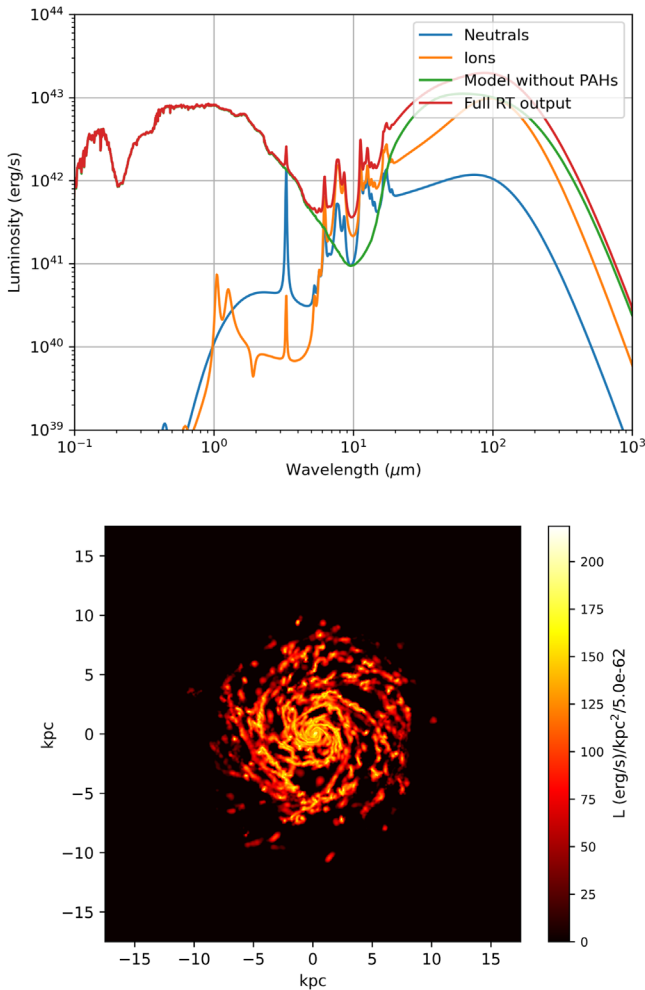 10^44
10^43
10^42
10^41
10^40
10^39
Luminosity (erg/s)
Neutrals
Ions
Model without PAHs
Full RT output
10^−1 10^0 10^1 10^2 10^3
Wavelength (μm)
15
10
5
0
−5
−10
−15
kpc
−15 −10 −5 0 5 10 15
kpc
200
175
150
125
100
75
50
25
0
L (erg/s)/kpc^2/5.0e-62